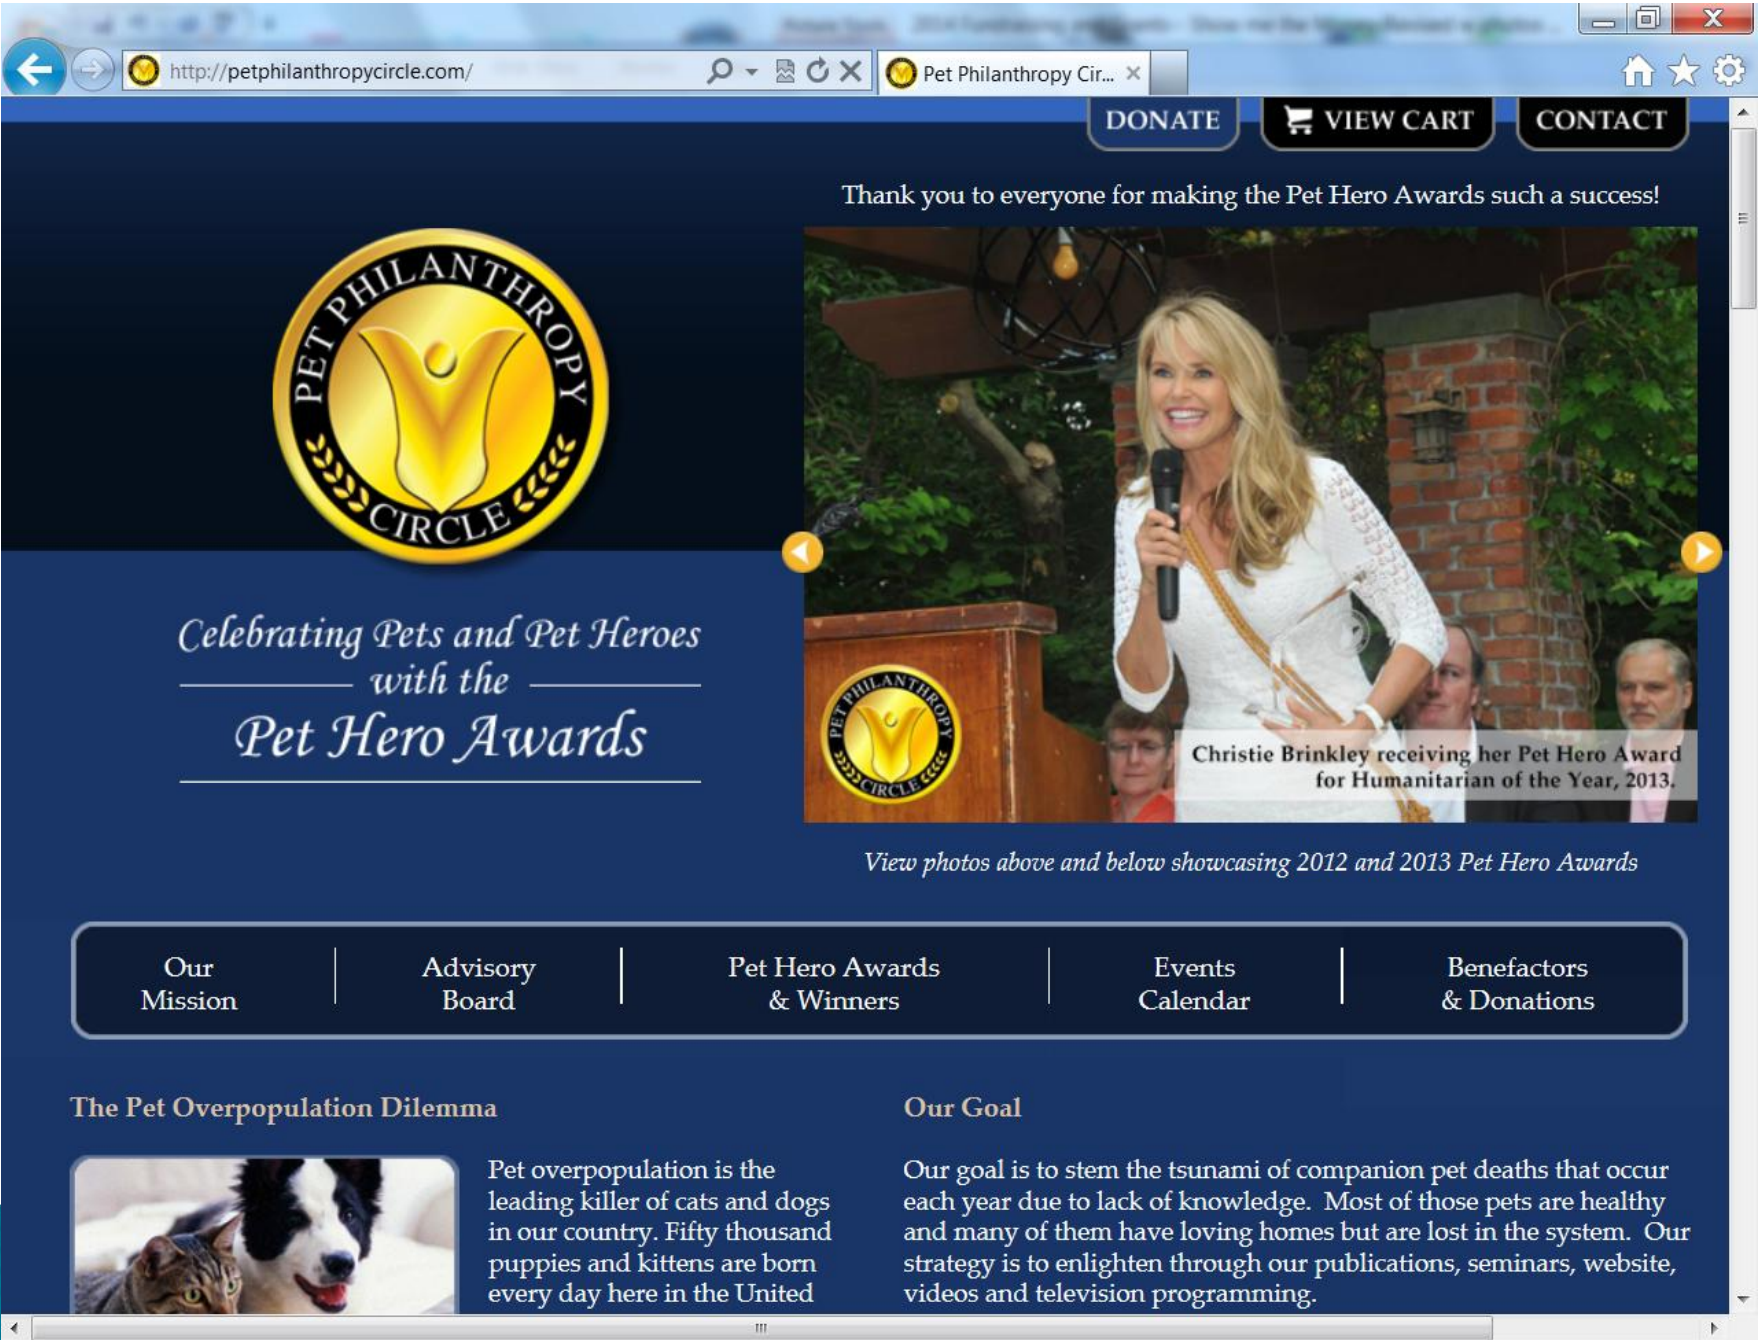 http://petphilanthropycircle.com/
Pet Philanthropy Cir...
DONATE
VIEW CART
CONTACT
Thank you to everyone for making the Pet Hero Awards such a success!
PET PHILANTHROPY
CIRCLE
Celebrating Pets and Pet Heroes
with the
Pet Hero Awards
PET PHILANTHROPY
CIRCLE
Christie Brinkley receiving her Pet Hero Award
for Humanitarian of the Year, 2013.
View photos above and below showcasing 2012 and 2013 Pet Hero Awards
Our
Mission
Advisory
Board
Pet Hero Awards
& Winners
Events
Calendar
Benefactors
& Donations
The Pet Overpopulation Dilemma
Pet overpopulation is the
leading killer of cats and dogs
in our country. Fifty thousand
puppies and kittens are born
every day here in the United
Our Goal
Our goal is to stem the tsunami of companion pet deaths that occur
each year due to lack of knowledge. Most of those pets are healthy
and many of them have loving homes but are lost in the system. Our
strategy is to enlighten through our publications, seminars, website,
videos and television programming.